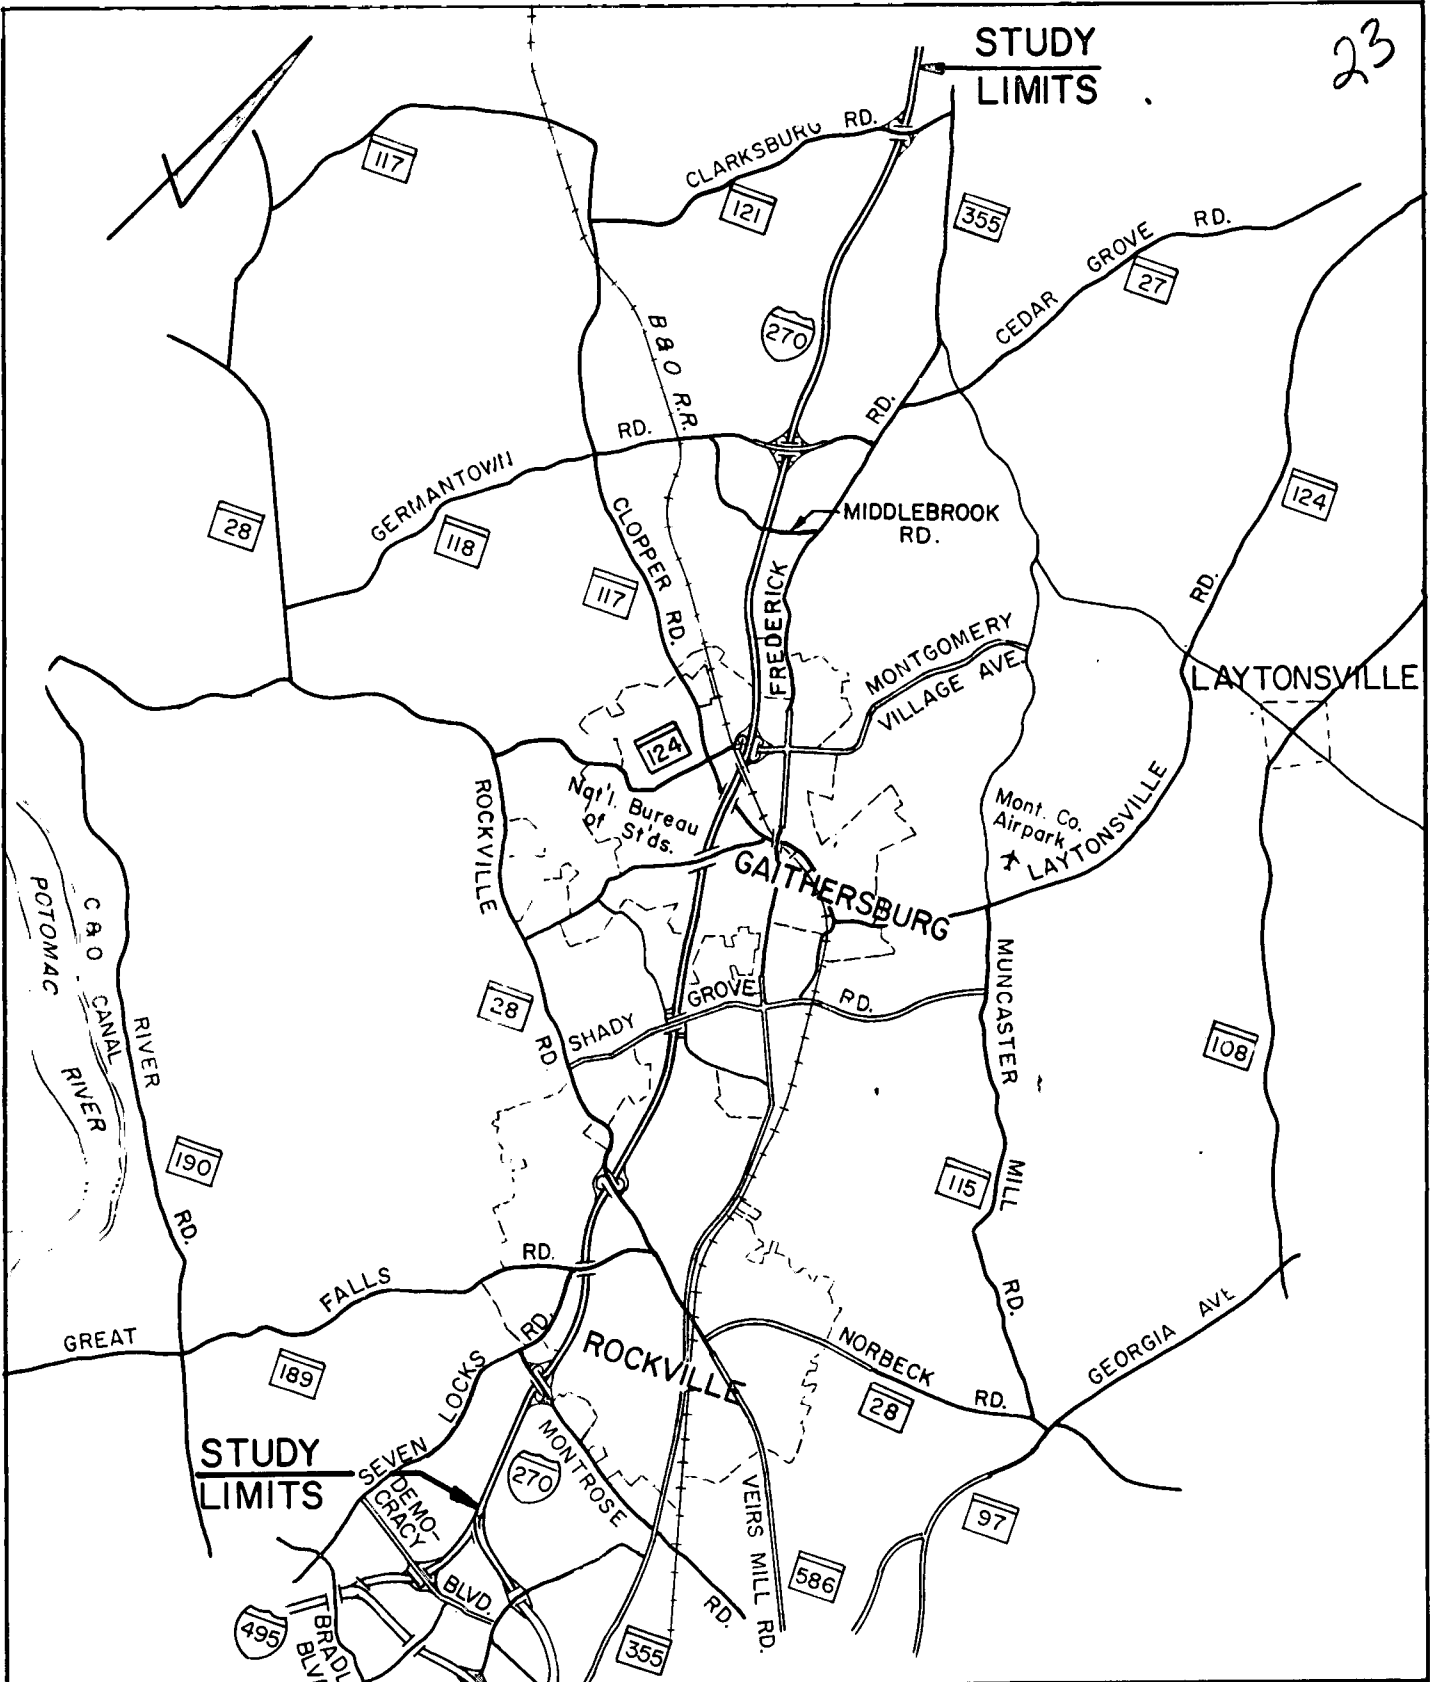 STUDY
LIMITS
23
117
CLARKSBURG RD.
121
355
CEDAR GROVE RD.
27
270
B & O R.R.
GERMANTOWN RD.
118
28
124
MIDDLEBROOK
RD.
CLOPPER RD.
117
FREDERICK RD.
MONTGOMERY
VILLAGE AVE.
LAYTONSVILLE
124
Nat'l. Bureau
of St'ds.
Mont. Co.
Airpark
LAYTONSVILLE RD.
GAITHERSBURG
ROCKVILLE RD.
28
SHADY GROVE RD.
MUNCASTER MILL RD.
115
108
POTOMAC RIVER
C & O CANAL
RIVER RD.
190
GREAT FALLS RD.
189
SEVEN LOCKS RD.
ROCKVILLE
NORBECK RD.
28
GEORGIA AVE
97
STUDY
LIMITS
270
MONTROSE RD.
VEIRS MILL RD.
586
DEMO-
CRACY
BLVD.
495
BRADL
BLV
355